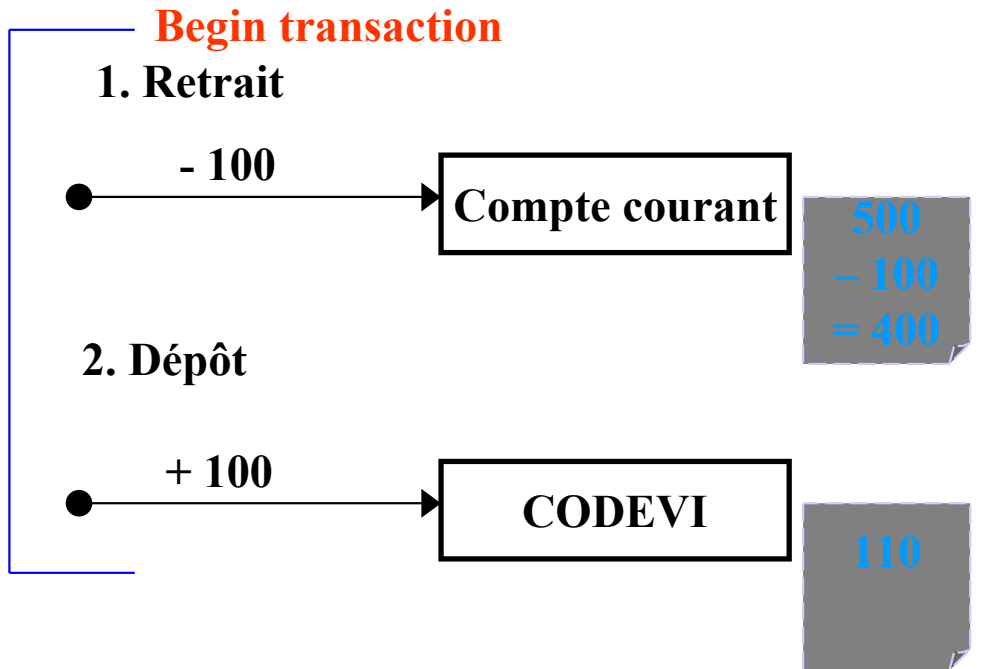 Begin transaction
1. Retrait
- 100
Compte courant
500
– 100
= 400
2. Dépôt
+ 100
CODEVI
110